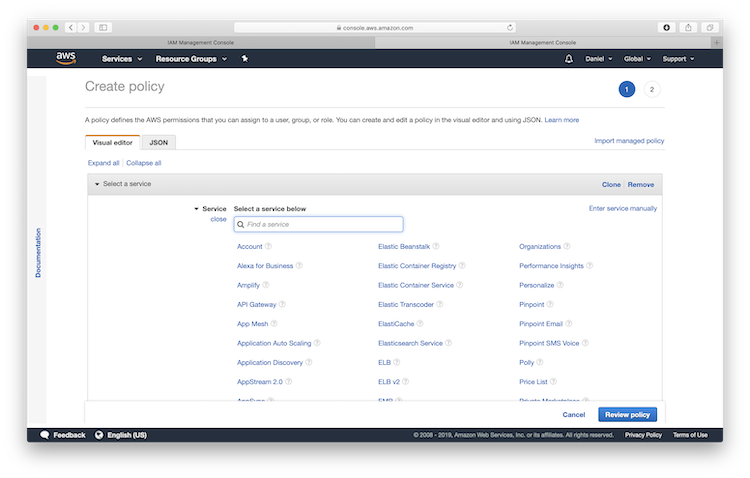 console.aws.amazon.com
IAM Management Console
IAM Management Console
aws Services Resource Groups Daniel Global Support
Create policy
1 2
A policy defines the AWS permissions that you can assign to a user, group, or role. You can create and edit a policy in the visual editor and using JSON. Learn more
Visual editor JSON
Import managed policy
Expand all Collapse all
Select a service
Clone Remove
Service Select a service below
close
Enter service manually
Find a service
Documentation
Account ? Elastic Beanstalk ? Organizations ?
Alexa for Business ? Elastic Container Registry ? Performance Insights ?
Amplify ? Elastic Container Service ? Personalize ?
API Gateway ? Elastic Transcoder ? Pinpoint ?
App Mesh ? ElastiCache ? Pinpoint Email ?
Application Auto Scaling ? Elasticsearch Service ? Pinpoint SMS Voice ?
Application Discovery ? ELB ? Polly ?
AppStream 2.0 ? ELB v2 ? Price List ?
Cancel Review policy
Feedback English (US)
© 2008 - 2019, Amazon Web Services, Inc. or its affiliates. All rights reserved. Privacy Policy Terms of Use